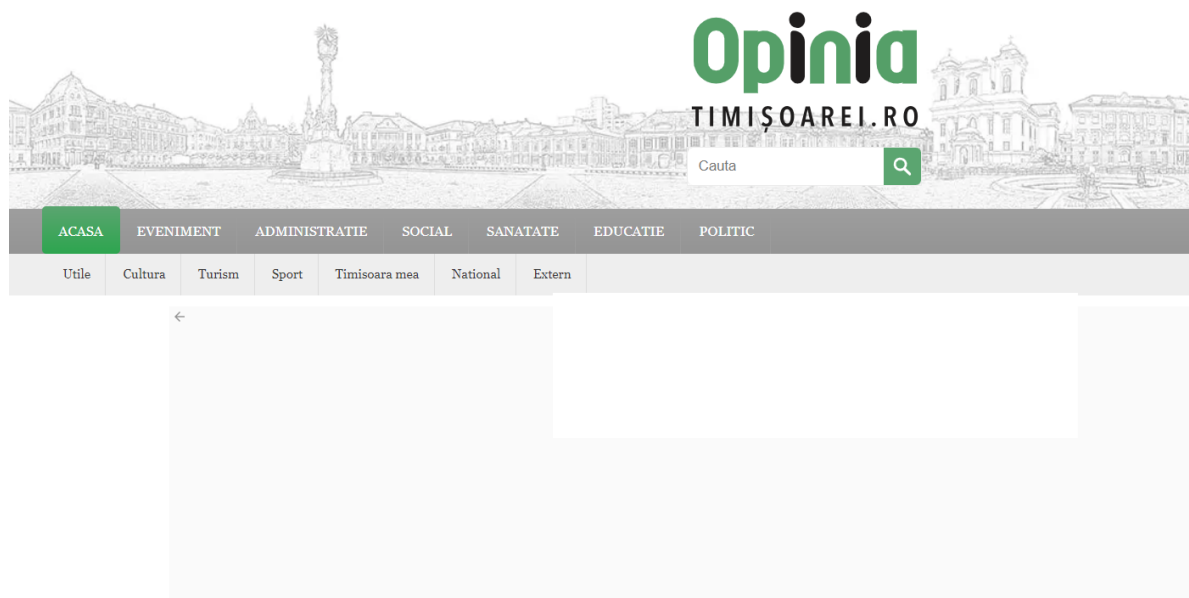 Opinia
TIMIȘOAREI.RO
Cauta
ACASA EVENIMENT ADMINISTRATIE SOCIAL SANATATE EDUCATIE POLITIC
Utile Cultura Turism Sport Timisoara mea National Extern